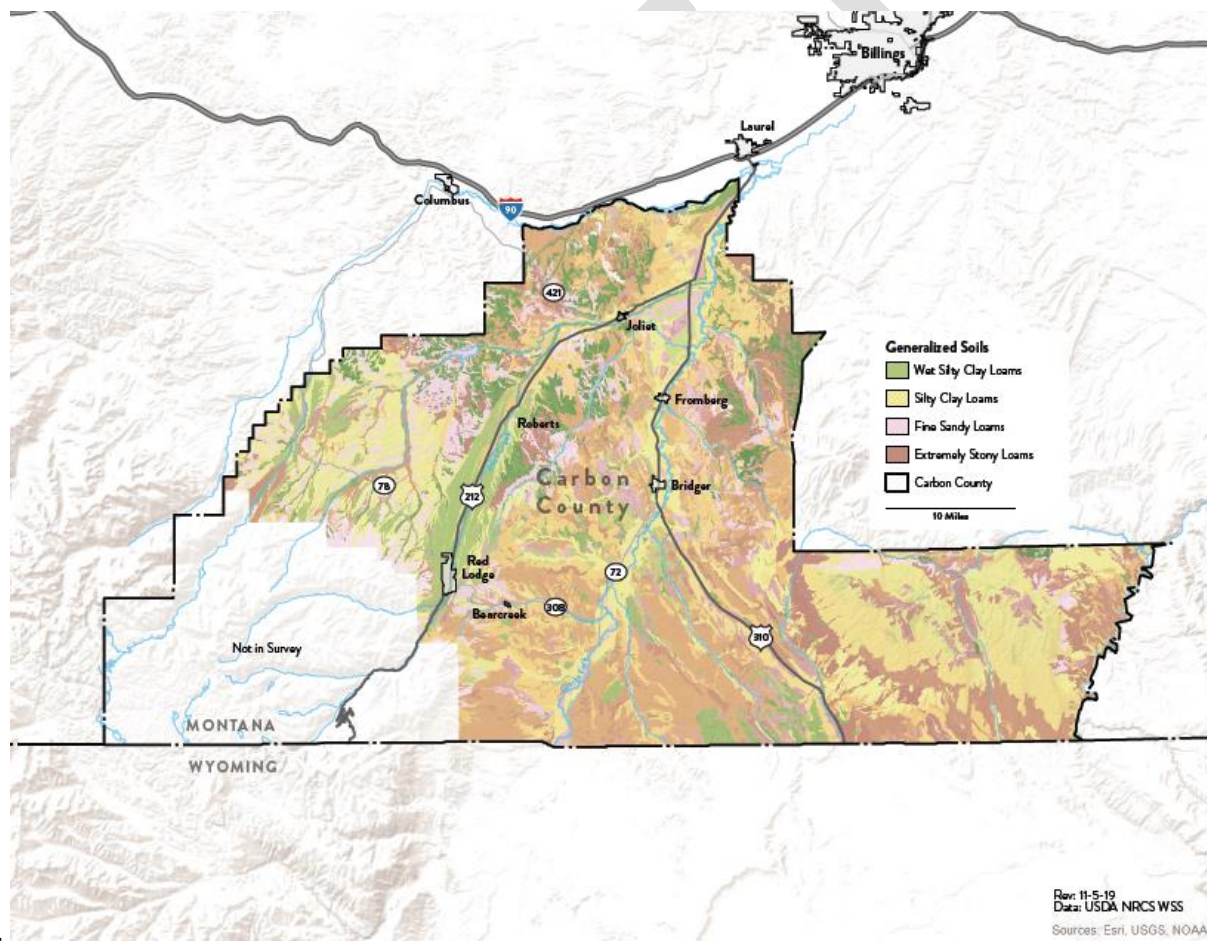 Billings
Laurel
Columbus
90
421
Joliet
Fromberg
Roberts
Carbon
County
78
212
Bridger
Red
Lodge
72
Bearcreek
308
310
Not in Survey
MONTANA
WYOMING
Generalized Soils
Wet Silty Clay Loams
Silty Clay Loams
Fine Sandy Loams
Extremely Stony Loams
Carbon County
10 Miles
Rev: 11-5-19
Data: USDA NRCS WSS
Sources: Esri, USGS, NOAA